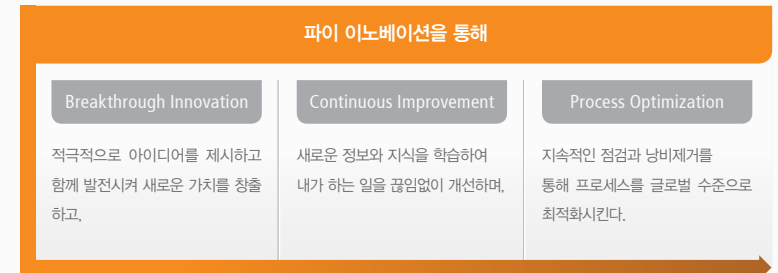 파이 이노베이션을 통해
Breakthrough Innovation
적극적으로 아이디어를 제시하고
함께 발전시켜 새로운 가치를 창출
하고,
Continuous Improvement
새로운 정보와 지식을 학습하여
내가 하는 일을 끊임없이 개선하며,
Process Optimization
지속적인 점검과 낭비제거를
통해 프로세스를 글로벌 수준으로
최적화시킨다.